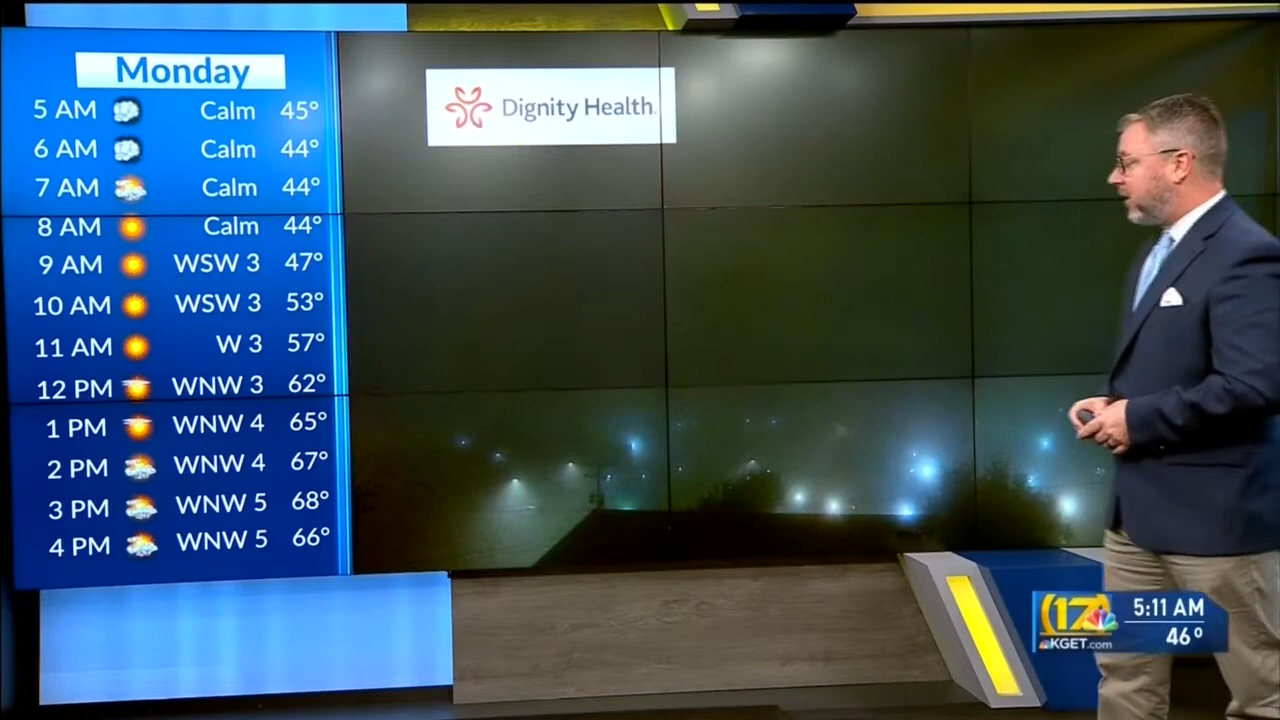 Monday
5 AM Calm 45°
6 AM Calm 44°
7 AM Calm 44°
8 AM Calm 44°
9 AM WSW 3 47°
10 AM WSW 3 53°
11 AM W 3 57°
12 PM WNW 3 62°
1 PM WNW 4 65°
2 PM WNW 4 67°
3 PM WNW 5 68°
4 PM WNW 5 66°
Dignity Health.
17
KGET.com
5:11 AM
46°